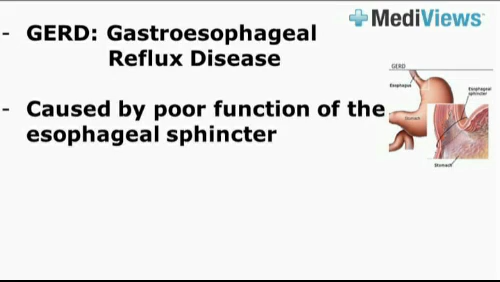 MediViews
- GERD: Gastroesophageal
Reflux Disease
- Caused by poor function of the
esophageal sphincter
GERD
Esophagus
Esophageal
sphincter
Stomach
Stomach